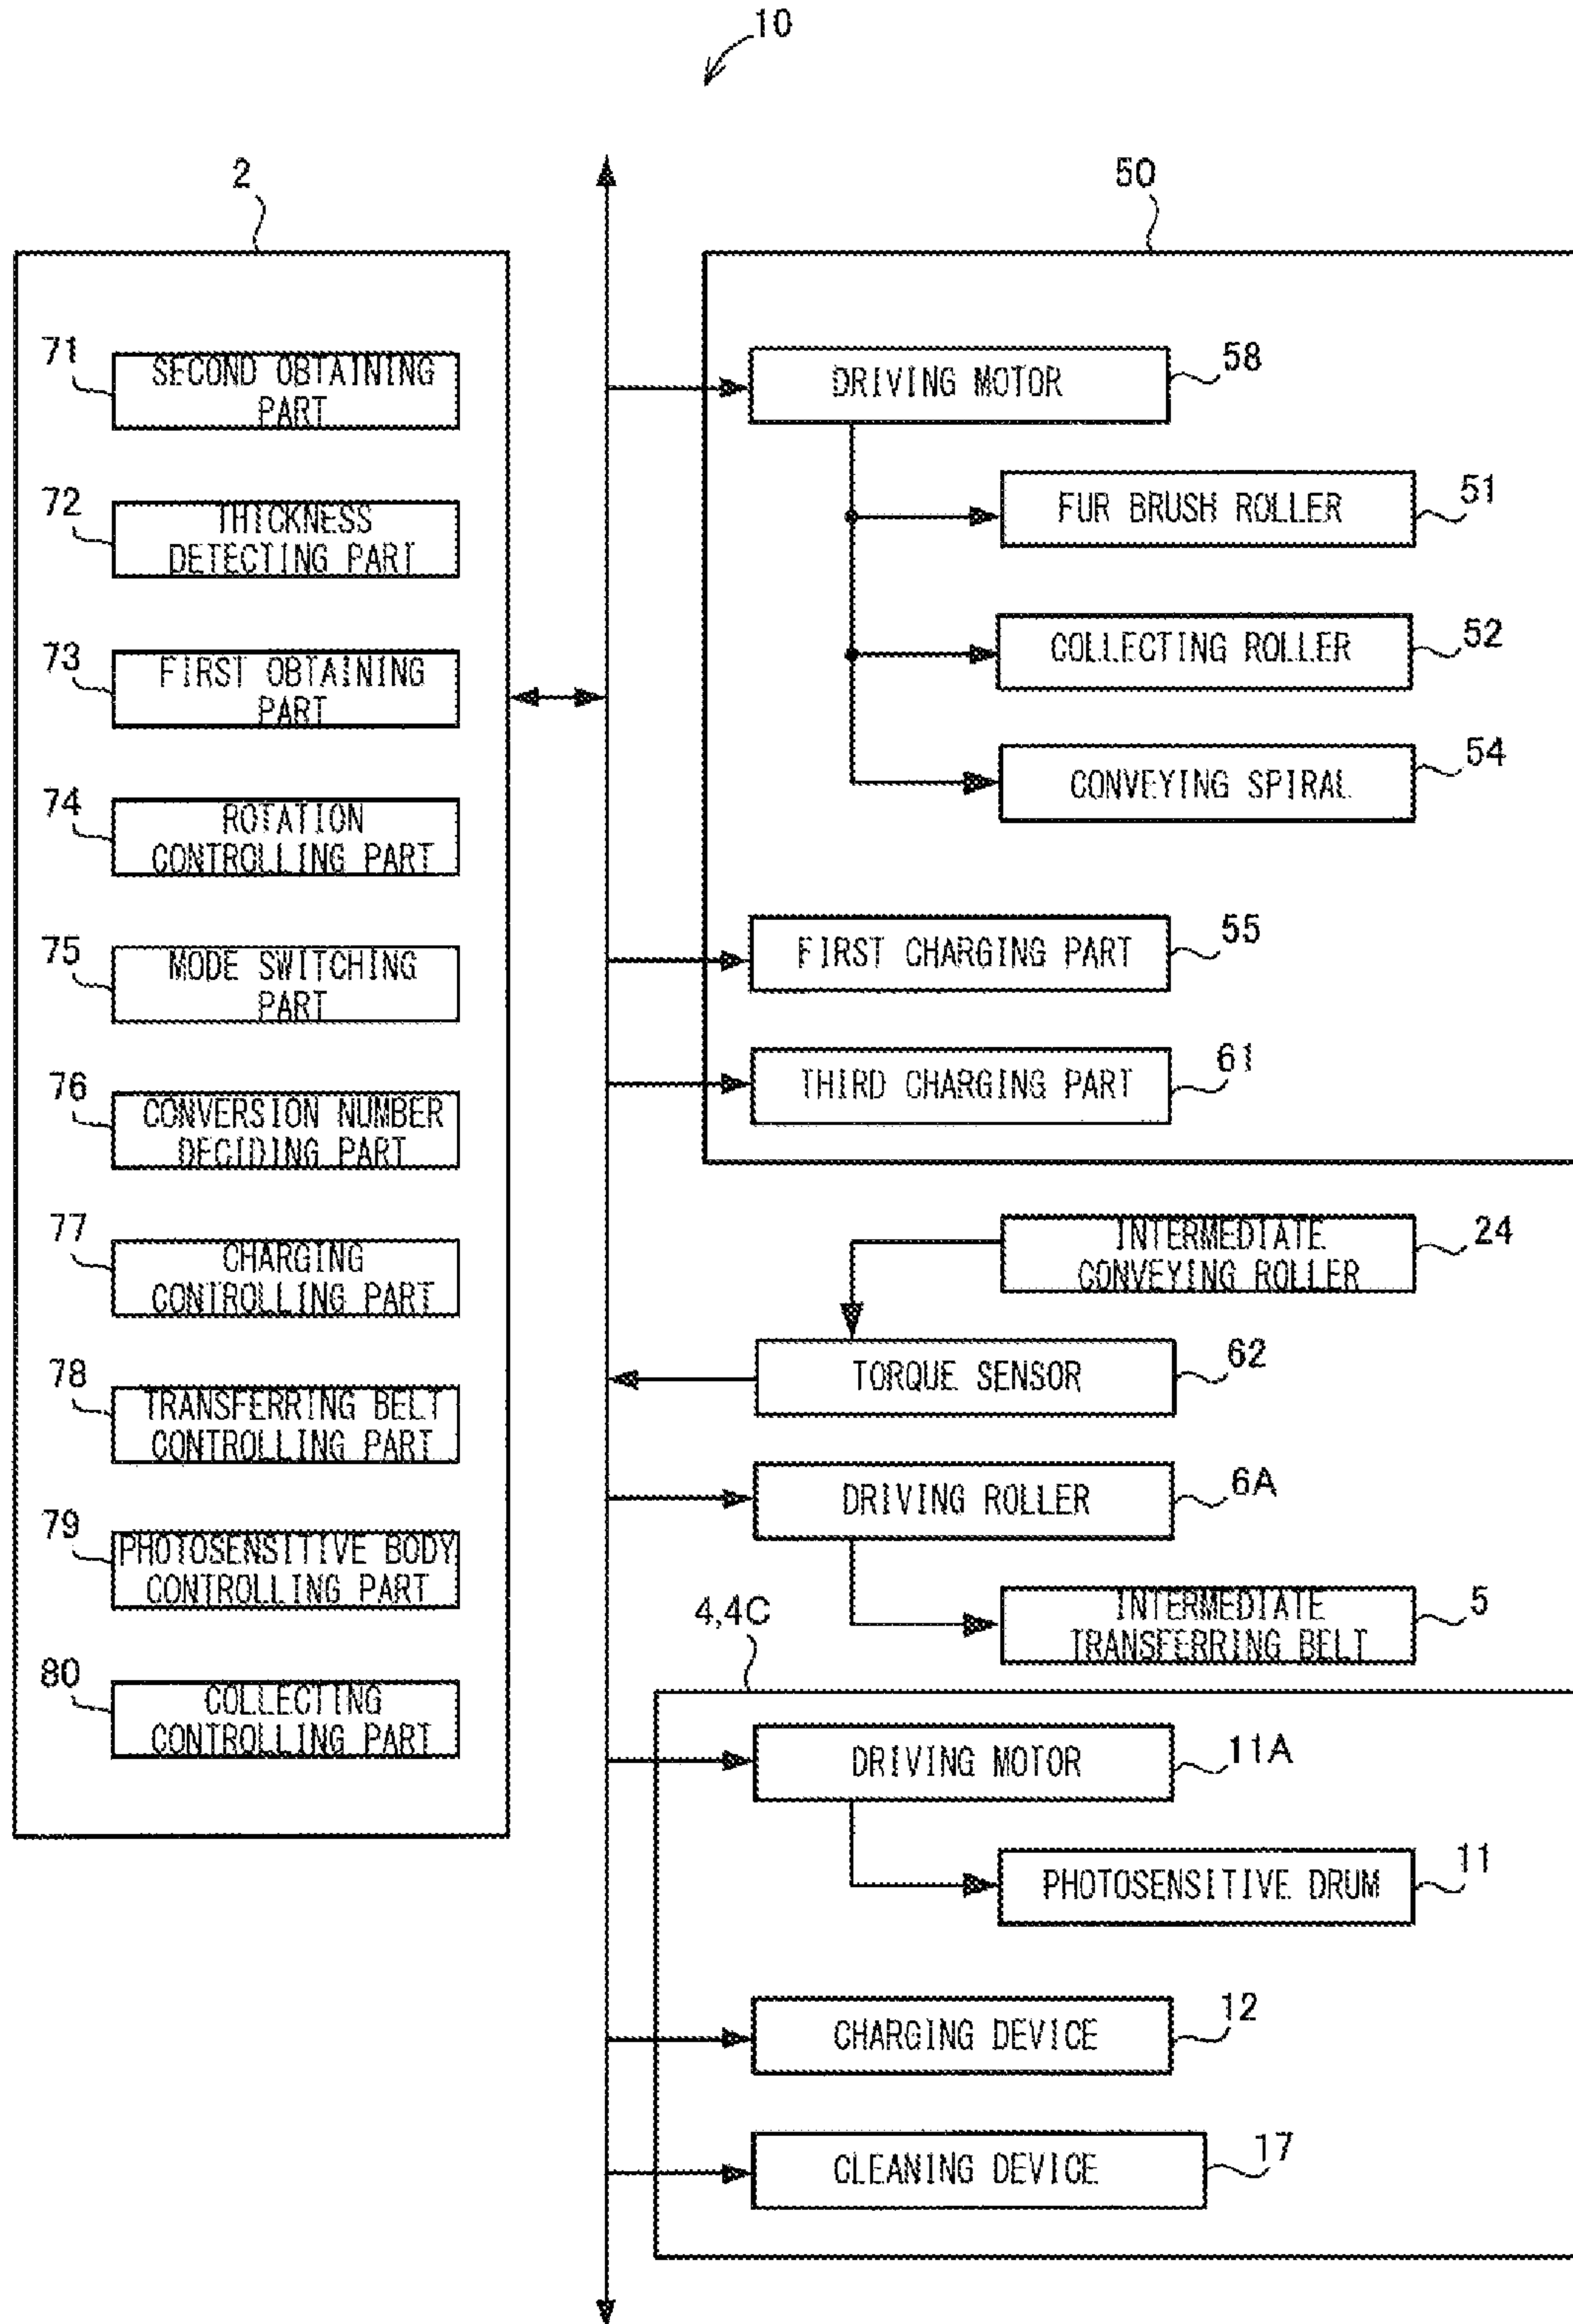 10
2
71
SECOND OBTAINING
PART
72
THICKNESS
DETECTING PART
73
FIRST OBTAINING
PART
74
ROTATION
CONTROLLING PART
75
MODE SWITCHING
PART
76
CONVERSION NUMBER
DECIDING PART
77
CHARGING
CONTROLLING PART
78
TRANSFERRING BELT
CONTROLLING PART
79
PHOTOSENSITIVE BODY
CONTROLLING PART
80
COLLECTING
CONTROLLING PART
50
DRIVING MOTOR
58
FUR BRUSH ROLLER
51
COLLECTING ROLLER
52
CONVEYING SPIRAL
54
FIRST CHARGING PART
55
THIRD CHARGING PART
61
INTERMEDIATE
CONVEYING ROLLER
24
TORQUE SENSOR
62
DRIVING ROLLER
6A
INTERMEDIATE
TRANSFERRING BELT
5
4,4C
DRIVING MOTOR
11A
PHOTOSENSITIVE DRUM
11
CHARGING DEVICE
12
CLEANING DEVICE
17